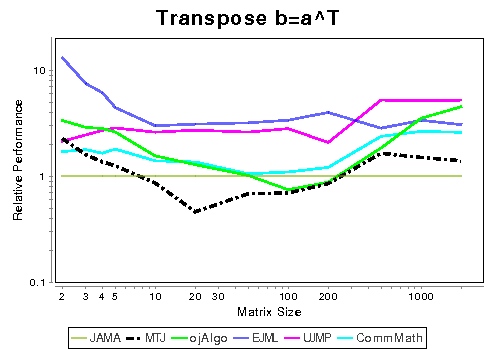 Transpose b=a^T
Relative Performance
10
1
0.1
2 3 4 5 10 20 30 100 200 1000
Matrix Size
JAMA MTJ ojAlgo EJML UJMP CommMath